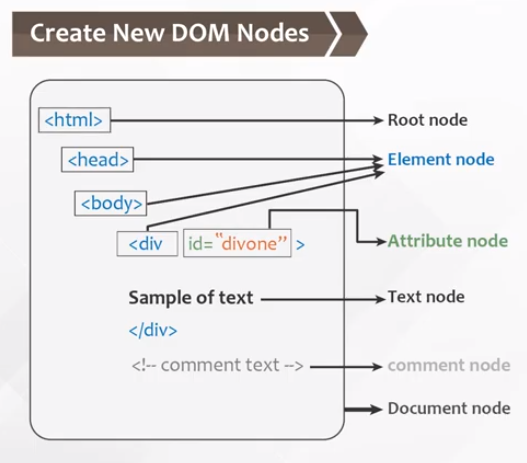 Create New DOM Nodes
<html> Root node
<head> Element node
<body>
<div id="divone” > Attribute node
Sample of text Text node
</div>
<!-- comment text --> comment node
Document node